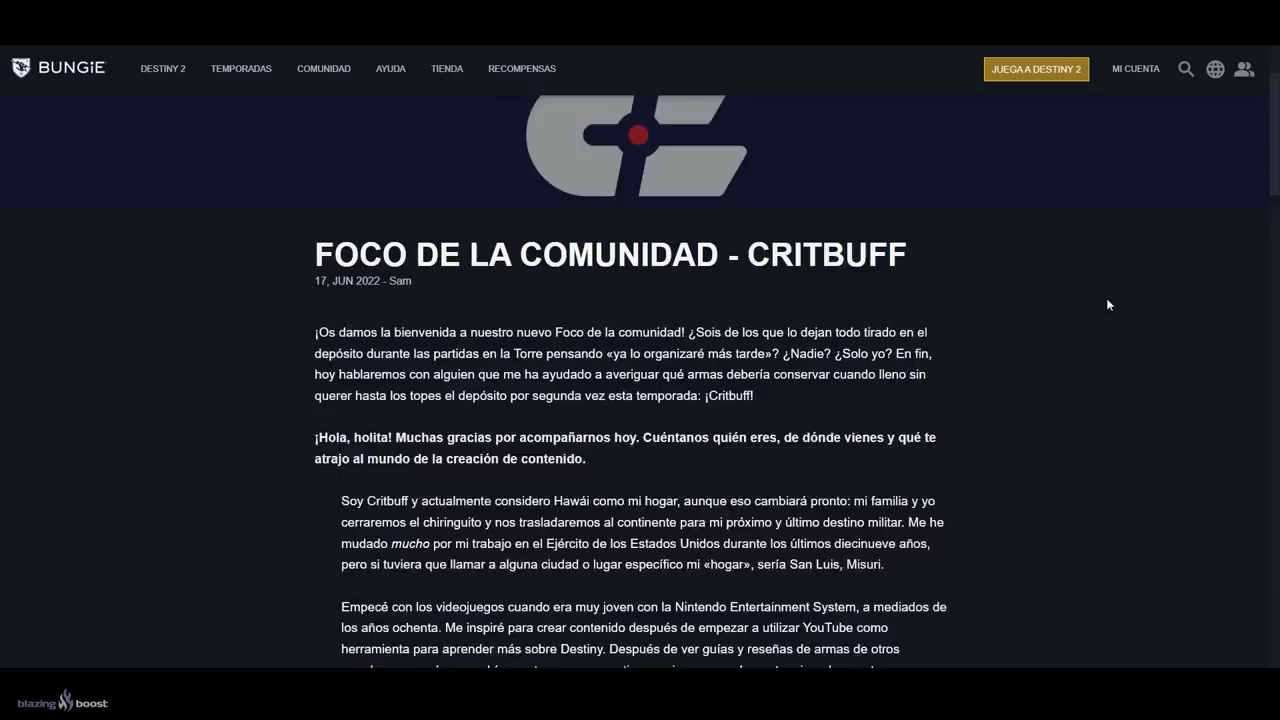 BUNGiE
DESTINY 2 TEMPORADAS COMUNIDAD AYUDA TIENDA RECOMPENSAS JUEGA A DESTINY 2 MI CUENTA
FOCO DE LA COMUNIDAD - CRITBUFF
17, JUN 2022 - Sam
¡Os damos la bienvenida a nuestro nuevo Foco de la comunidad! ¿Sois de los que lo dejan todo tirado en el
depósito durante las partidas en la Torre pensando «ya lo organizaré más tarde»? ¿Nadie? ¿Solo yo? En fin,
hoy hablaremos con alguien que me ha ayudado a averiguar qué armas debería conservar cuando lleno sin
querer hasta los topes el depósito por segunda vez esta temporada: ¡Critbuff!
¡Hola, holita! Muchas gracias por acompañarnos hoy. Cuéntanos quién eres, de dónde vienes y qué te
atrajo al mundo de la creación de contenido.
Soy Critbuff y actualmente considero Hawái como mi hogar, aunque eso cambiará pronto: mi familia y yo
cerraremos el chiringuito y nos trasladaremos al continente para mi próximo y último destino militar. Me he
mudado mucho por mi trabajo en el Ejército de los Estados Unidos durante los últimos diecinueve años,
pero si tuviera que llamar a alguna ciudad o lugar específico mi «hogar», sería San Luis, Misuri.
Empecé con los videojuegos cuando era muy joven con la Nintendo Entertainment System, a mediados de
los años ochenta. Me inspiré para crear contenido después de empezar a utilizar YouTube como
herramienta para aprender más sobre Destiny. Después de ver guías y reseñas de armas de otros
blazing boost